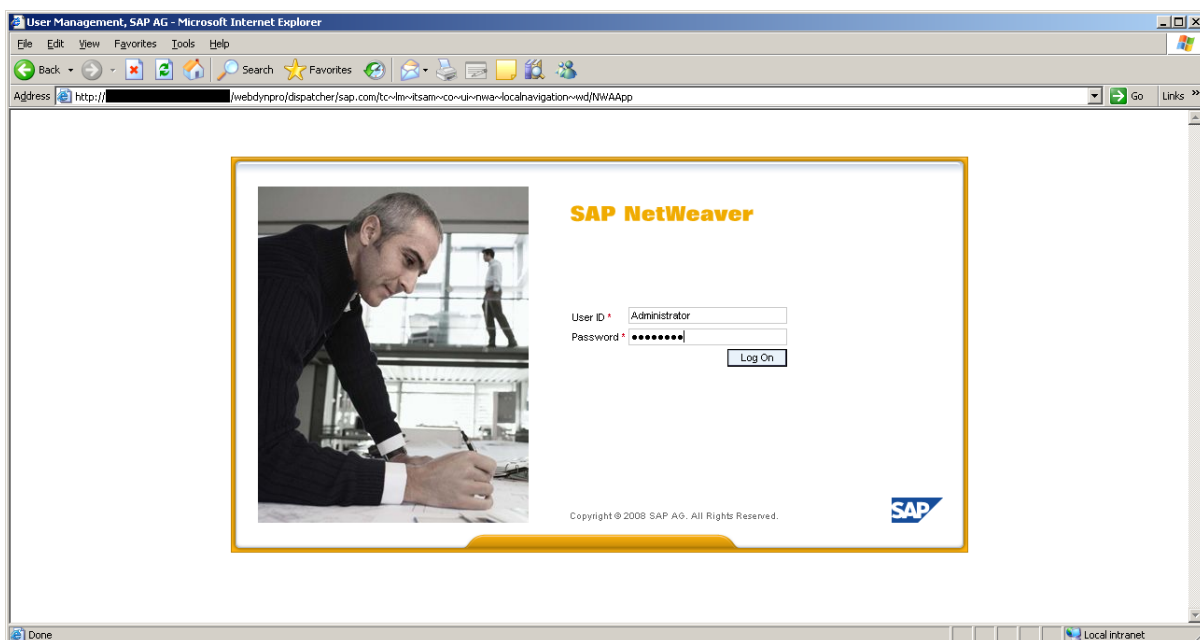 User Management, SAP AG - Microsoft Internet Explorer
File Edit View Favorites Tools Help
Back Search Favorites
Address http:// /webdynpro/dispatcher/sap.com/tc~lm~itsam~co~ui~nwa~localnavigation~wd/NWAApp Go Links »
SAP NetWeaver
User ID * Administrator
Password * ●●●●●●●●
Log On
Copyright © 2008 SAP AG. All Rights Reserved.
SAP
Done Local intranet